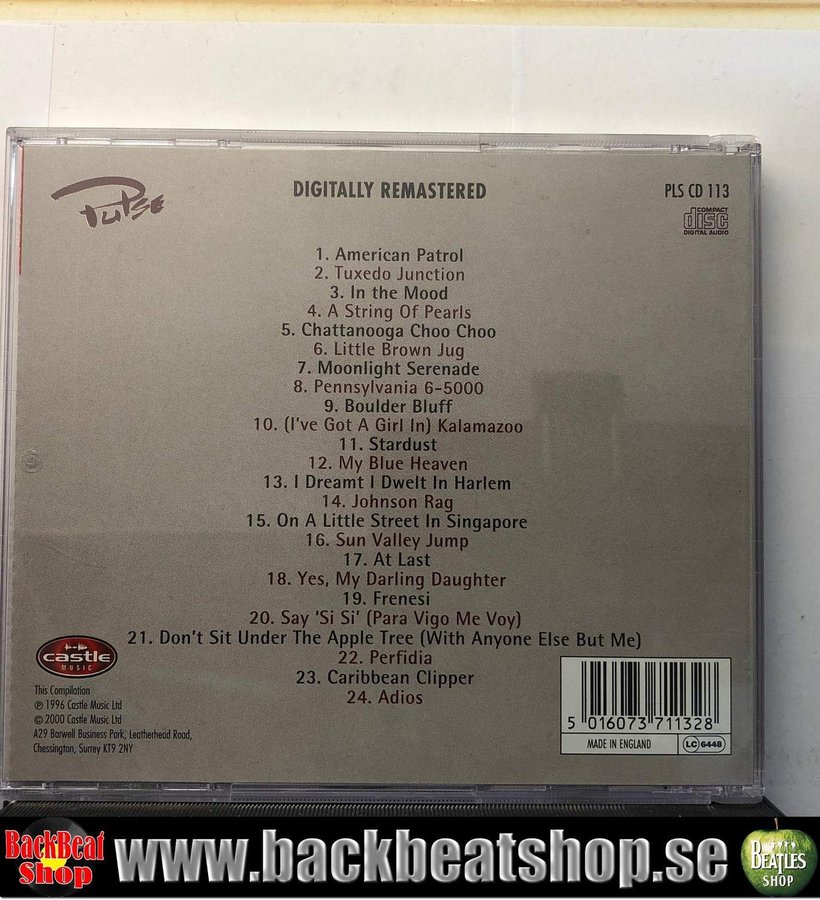 Pulse
DIGITALLY REMASTERED
PLS CD 113
COMPACT
disc
DIGITAL AUDIO
1. American Patrol
2. Tuxedo Junction
3. In the Mood
4. A String Of Pearls
5. Chattanooga Choo Choo
6. Little Brown Jug
7. Moonlight Serenade
8. Pennsylvania 6-5000
9. Boulder Bluff
10. (I've Got A Girl In) Kalamazoo
11. Stardust
12. My Blue Heaven
13. I Dreamt I Dwelt In Harlem
14. Johnson Rag
15. On A Little Street In Singapore
16. Sun Valley Jump
17. At Last
18. Yes, My Darling Daughter
19. Frenesi
20. Say 'Si Si' (Para Vigo Me Voy)
21. Don't Sit Under The Apple Tree (With Anyone Else But Me)
22. Perfidia
23. Caribbean Clipper
24. Adios
castle
MUSIC
This Compilation
℗ 1996 Castle Music Ltd
© 2000 Castle Music Ltd
A29 Barwell Business Park, Leatherhead Road,
Chessington, Surrey KT9 2NY
5 016073 711328
MADE IN ENGLAND
LC 6448
BackBeat
Shop
www.backbeatshop.se
BEATLES
SHOP